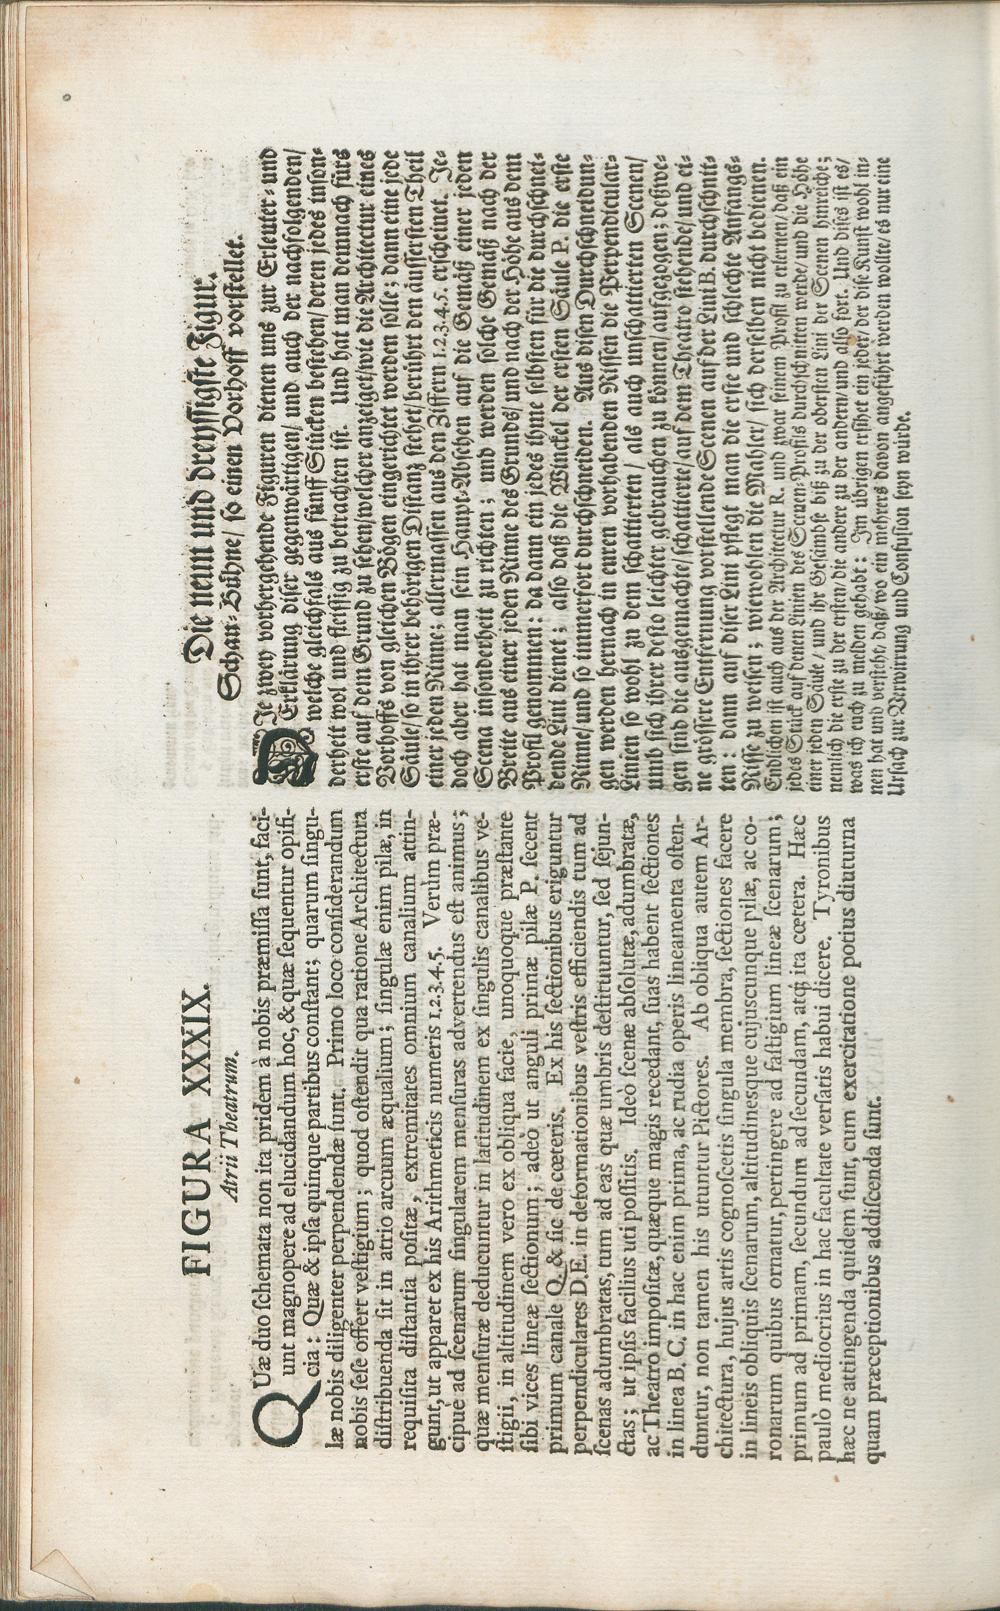 FIGURA XXXIX.
Atrii Theatrum.
Quæ duo ſchemata non ita pridem à nobis præmiſſa ſunt, faci-
unt magnopere ad elucidandum hoc, & quæ ſequentur opifi-
cia: Quæ & ipſa quinque partibus conſtant; quarum ſingu-
læ nobis diligenter perpendendæ ſunt. Primo loco conſiderandum
nobis ſeſe offert veſtigium; quod oſtendit qua ratione Architectura
diſtribuenda ſit in atrio arcuum æqualium; ſingulæ enim pilæ, in
requiſita diſtantia poſitæ, extremitates omnium canalium attin-
gunt, ut apparet ex his Arithmeticis numeris 1.2.3.4.5. Verùm præ-
cipuè ad ſcenarum ſingularem menſuras advertendus eſt animus;
quæ menſuræ deducuntur in latitudinem ex ſingulis canalibus ve-
ſtigii, in altitudinem vero ex obliqua facie, unoquoque præſtante
ſibi vices lineæ ſectionum; adeò ut anguli primæ pilæ P. ſecent
primum canale Q. & ſic de cœteris. Ex his ſectionibus eriguntur
perpendiculares D.E. in deformationibus veſtris efficiendis tum ad
ſcenas adumbratas, tum ad eas quæ umbris deſtituuntur, ſed ſejun-
ctas; ut ipſis facilius uti poſſitis. Ideò ſcenæ abſolutæ, adumbratæ,
ac Theatro impoſitæ, quæque magis recedant, ſuas habent ſectiones
in linea B. C. in hac enim prima, ac rudia operis lineamenta oſten-
duntur, non tamen his utuntur Pictores. Ab obliqua autem Ar-
chitectura, hujus artis cognoſcetis ſingula membra, ſectiones facere
in lineis obliquis ſcenarum, altitudinesque cujuscunque pilæ, ac co-
ronarum quibus ornatur, pertingere ad faſtigium lineæ ſcenarum;
primum ad primam, ſecundum ad ſecundam, atq; ita cœtera. Hæc
paulò mediocrius in hac facultate verſatis habui dicere. Tyronibus
hæc ne attingenda quidem ſunt, cum exercitatione potius diuturna
quam præceptionibus addiſcenda ſunt.
Die neun und dreyſſigſte Figur.
Schau-Bühne/ ſo einen Vorhoff vorſtellet.
Die zwey vorhergehende Figuren dienen uns zur Erleuter- und
Erklärung diſer gegenwärtigen/ und auch der nachfolgenden/
welche gleichfals aus fünff Stücken beſtehen/ deren jedes inſon-
derheit wol und fleiſſig zu betrachten iſt. Und hat man demnach fürs
erſte auf dem Grund zu ſehen/ welcher anzeiget/ wie die Architectur eines
Vorhoffs von gleichen Bögen eingerichtet werden ſolle; dann eine jede
Säule/ ſo in ihrer behörigen Diſtanz ſtehet/ berührt den äuſſerſten Theil
einer jeden Rinne; allermaſſen aus den Ziffern 1.2.3.4.5. erſcheinet. Je-
doch aber hat man ſein Haupt-Abſehen auf die Gemäß einer jeden
Scena inſonderheit zu richten; und werden ſolche Gemäß nach der
Breite aus einer jeden Rinne des Grunds/ und nach der Höhe aus dem
Profil genommen: da dann ein jedes ihme ſelbſten für die durchſchnei-
dende Lini dienet; alſo daß die Winckel der erſten Säule P. die erſte
Rinne/ und ſo immerfort durchſchneiden. Aus diſen Durchſchneidun-
gen werden hernach in euren vorhabenden Riſſen die Perpendicular-
Linien ſo wohl zu dem ſchattierten/ als auch unſchattierten Scenen/
umb ſich ihrer deſto leichter gebrauchen zu können/ aufgezogen; deßwe-
gen ſind die ausgemachte/ ſchattierte/ auf dem Theatro ſtehende/ und ei-
ne gröſſere Entfernung vorſtellende Scenen auf der Lini B. durchſchnit-
ten: dann auf diſer Lini pflegt man die erſte und ſchlechte Anfangs-
Riſſe zu weiſen; wiewohlen die Mahler/ ſich derſelben nicht bedienen.
Endlichen iſt auch aus der Architectur R. und zwar ſeinem Profil zu erlernen/ daß ein
jedes Stuck auf denen Linien des Scenen-Profils durchſchnitten werde/ und die Höhe
einer jeden Säule/ und ihr Geſimbſe biß zu der oberſten Lini der Scenen hinreiche;
nemlich die erſte zu der erſten/ die andere zu der andern/ und alſo fort. Und diſes iſt es/
was ich euch zu melden gehabt: Im übrigen erſihet ein jeder/ der diſe Kunſt wohl in-
nen hat und verſteht/ daß/ wo ein mehrers davon angeführt werden wollte/ es nur eine
Urſach zur Verwirrung und Confuſion ſeyn würde.